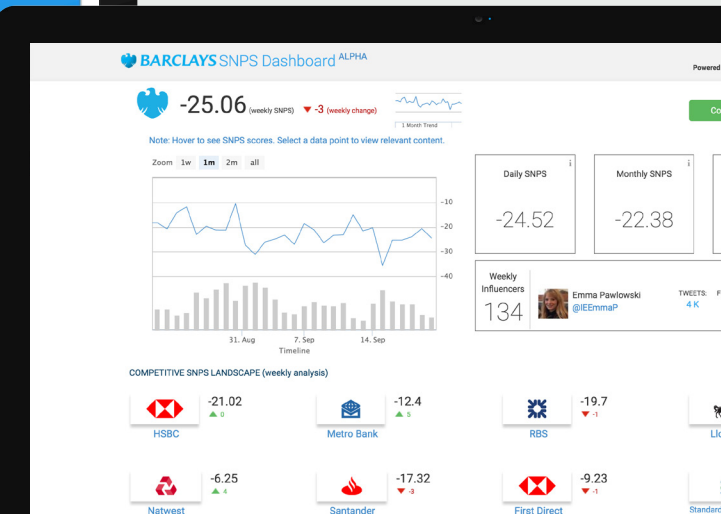 BARCLAYS SNPS Dashboard ALPHA
Powered
-25.06 (weekly SNPS) ▼ -3 (weekly change)
1 Month Trend
Co
Note: Hover to see SNPS scores. Select a data point to view relevant content.
Zoom 1w 1m 2m all
-10
-20
-30
-40
31. Aug 7. Sep 14. Sep
Timeline
Daily SNPS i
-24.52
Monthly SNPS i
-22.38
Weekly
Influencers
134
Emma Pawlowski
@IEEmmaP
TWEETS: F
4 K
COMPETITIVE SNPS LANDSCAPE (weekly analysis)
-21.02
▲ 0
HSBC
-12.4
▲ 5
Metro Bank
-19.7
▼ -1
RBS
Llo
-6.25
▲ 4
Natwest
-17.32
▼ -3
Santander
-9.23
▼ -1
First Direct
Standard